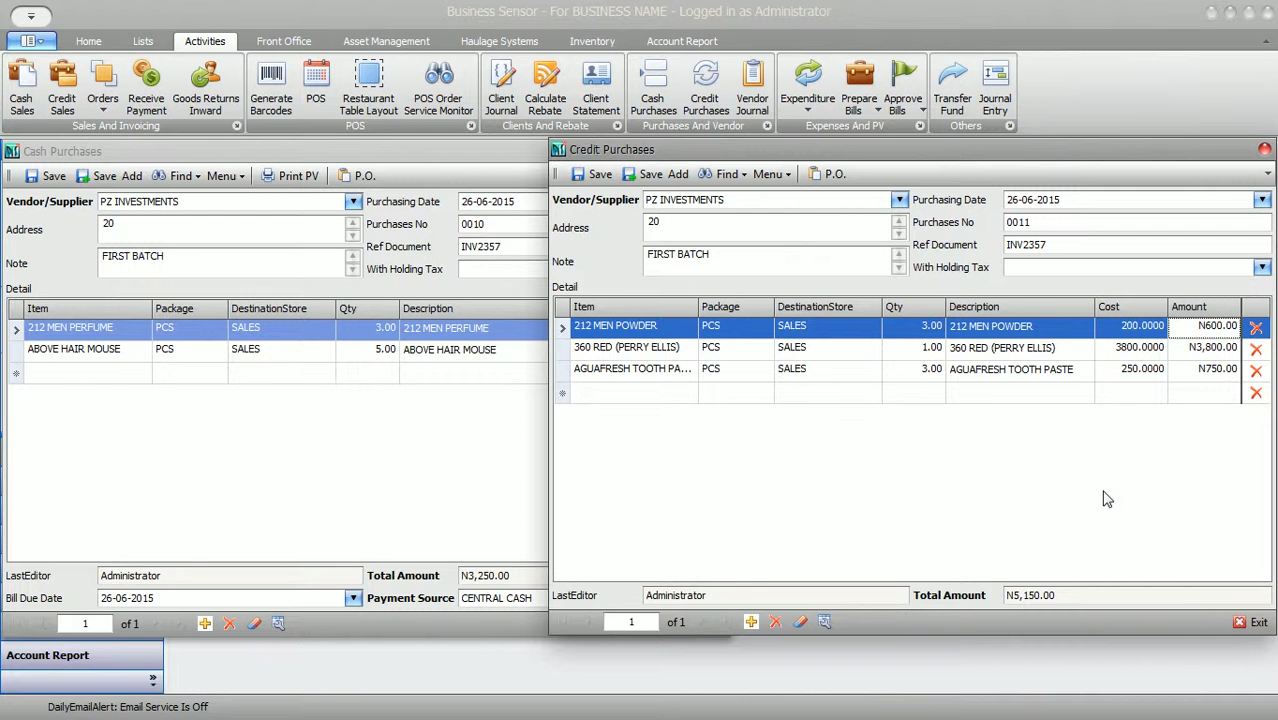 Business Sensor - For BUSINESS NAME - Logged in as Administrator
Home Lists Activities Front Office Asset Management Haulage Systems Inventory Account Report
Cash Sales
Credit Sales
Orders
Receive Payment
Goods Returns Inward
Generate Barcodes
POS
Restaurant Table Layout
POS Order Service Monitor
Client Journal
Calculate Rebate
Client Statement
Cash Purchases
Credit Purchases
Vendor Journal
Expenditure
Prepare Bills
Approve Bills
Transfer Fund
Journal Entry
Sales And Invoicing POS Clients And Rebate Purchases And Vendor Expenses And PV Others
Cash Purchases
Save Save Add Find Menu Print PV P.O.
Vendor/Supplier PZ INVESTMENTS Purchasing Date 26-06-2015
Address 20 Purchases No 0010
Ref Document INV2357
Note FIRST BATCH With Holding Tax
Detail
Item Package DestinationStore Qty Description
212 MEN PERFUME PCS SALES 3.00 212 MEN PERFUME
ABOVE HAIR MOUSE PCS SALES 5.00 ABOVE HAIR MOUSE
LastEditor Administrator Total Amount N3,250.00
Bill Due Date 26-06-2015 Payment Source CENTRAL CASH
1 of 1
Credit Purchases
Save Save Add Find Menu P.O.
Vendor/Supplier PZ INVESTMENTS Purchasing Date 26-06-2015
Address 20 Purchases No 0011
Ref Document INV2357
Note FIRST BATCH With Holding Tax
Detail
Item Package DestinationStore Qty Description Cost Amount
212 MEN POWDER PCS SALES 3.00 212 MEN POWDER 200.0000 N600.00
360 RED (PERRY ELLIS) PCS SALES 1.00 360 RED (PERRY ELLIS) 3800.0000 N3,800.00
AGUAFRESH TOOTH PA... PCS SALES 3.00 AGUAFRESH TOOTH PASTE 250.0000 N750.00
LastEditor Administrator Total Amount N5,150.00
1 of 1 Exit
Account Report
DailyEmailAlert: Email Service Is Off